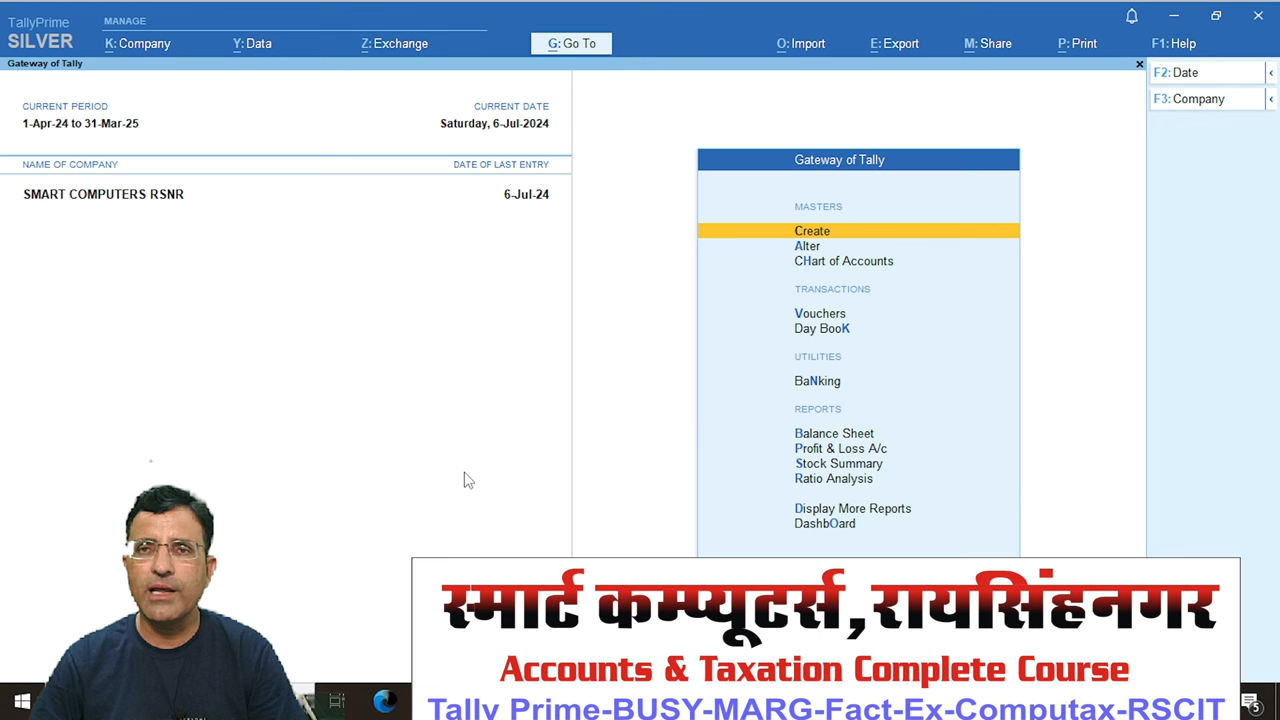 TallyPrime
SILVER
MANAGE
K: Company
Y: Data
Z: Exchange
G: Go To
O: Import
E: Export
M: Share
P: Print
F1: Help
Gateway of Tally
F2: Date
F3: Company
CURRENT PERIOD
CURRENT DATE
1-Apr-24 to 31-Mar-25
Saturday, 6-Jul-2024
NAME OF COMPANY
DATE OF LAST ENTRY
SMART COMPUTERS RSNR
6-Jul-24
Gateway of Tally
MASTERS
Create
Alter
CHart of Accounts
TRANSACTIONS
Vouchers
Day BooK
UTILITIES
BaNking
REPORTS
Balance Sheet
Profit & Loss A/c
Stock Summary
Ratio Analysis
Display More Reports
DashbOard
स्मार्ट कम्प्यूटर्स,रायसिंहनगर
Accounts & Taxation Complete Course
Tally Prime-BUSY-MARG-Fact-Ex-Computax-RSCIT
5